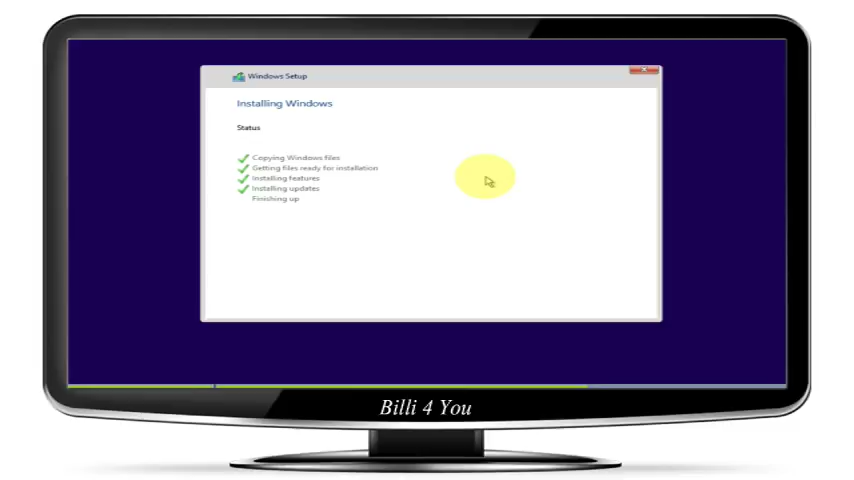 Windows Setup
Installing Windows
Status
Copying Windows files
Getting files ready for installation
Installing features
Installing updates
Finishing up
Billi 4 You